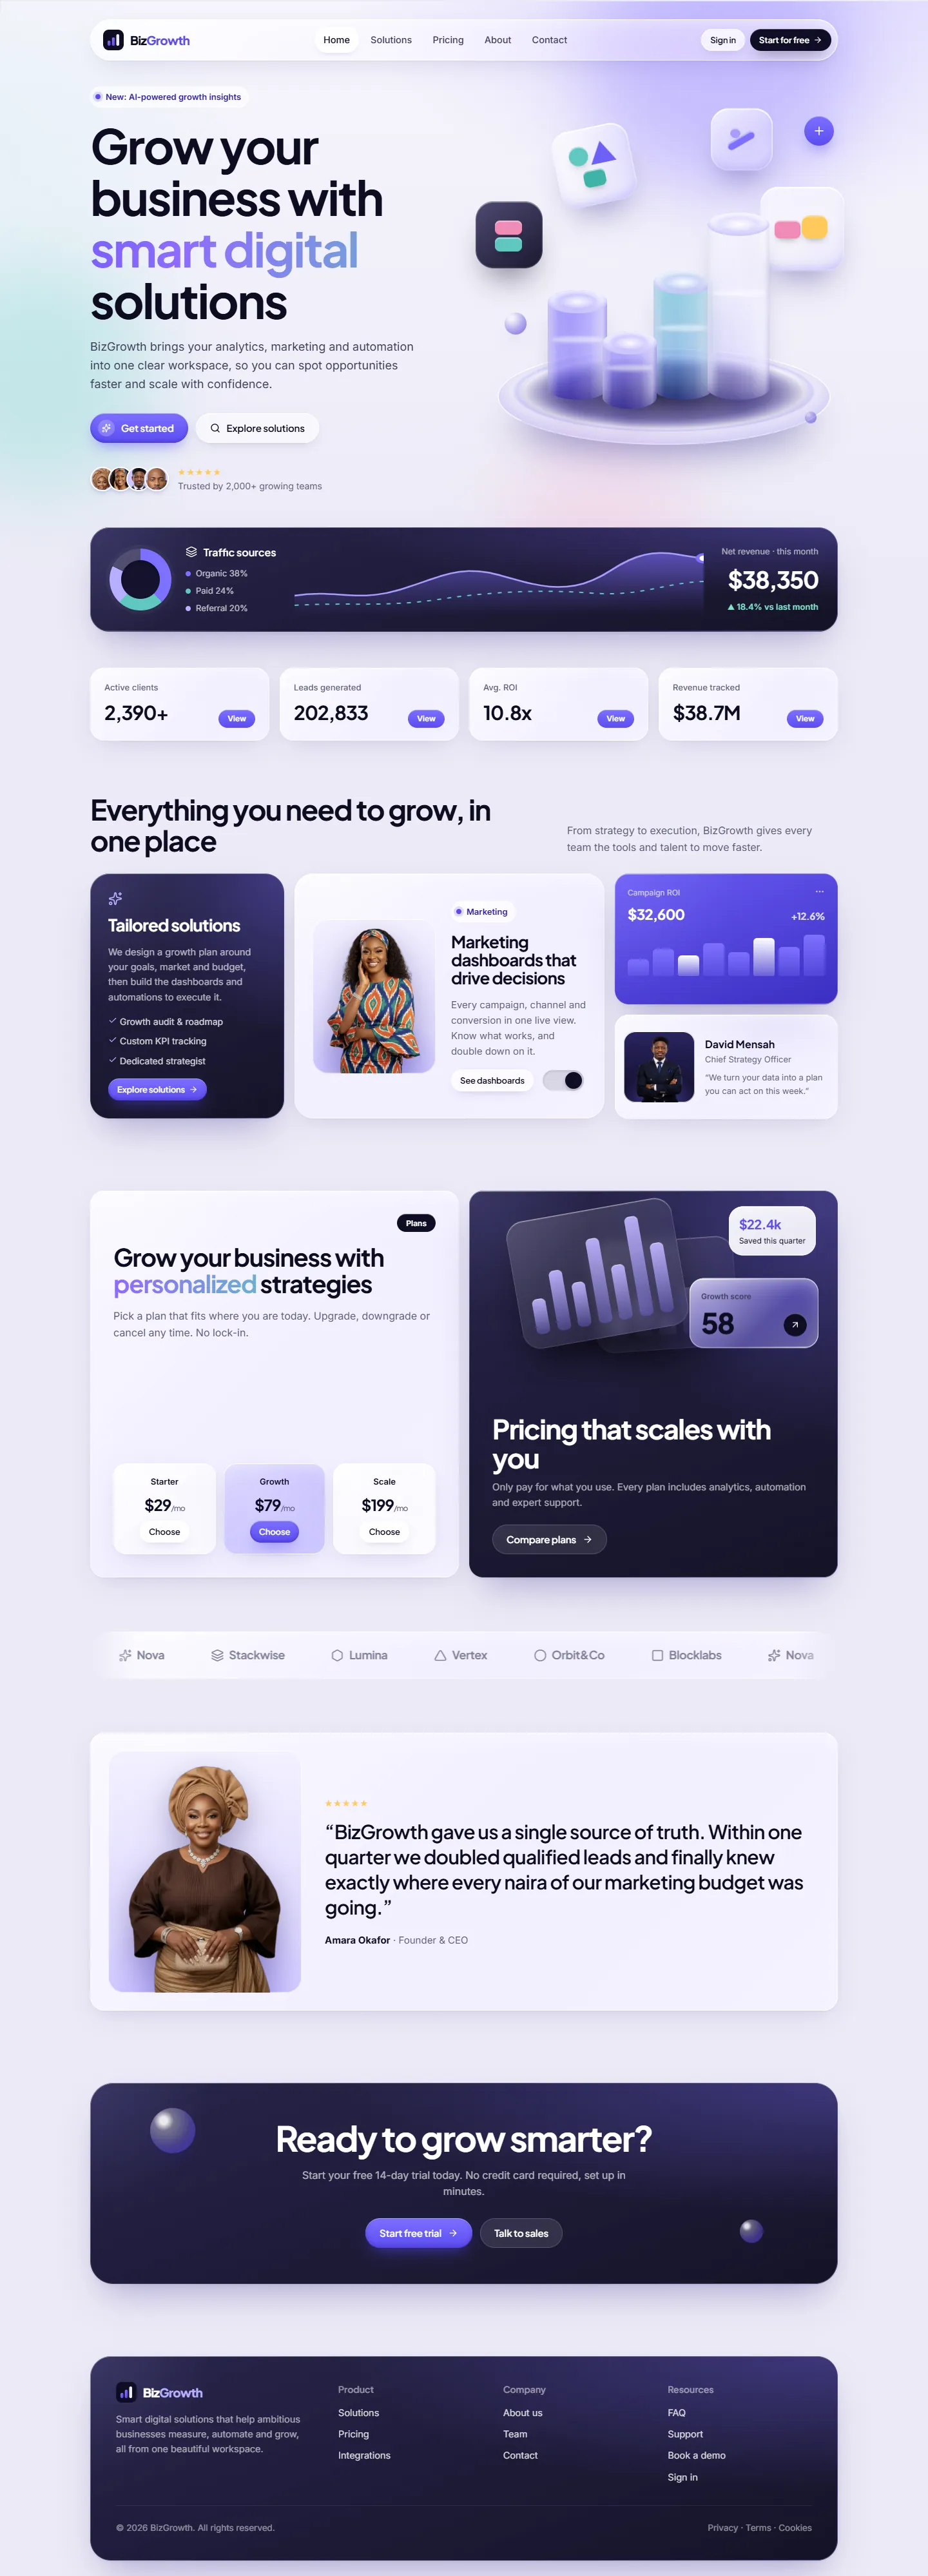 BizGrowth
Home
Solutions
Pricing
About
Contact
Sign in
Start for free
New: AI-powered growth insights
Grow your
business with
smart digital
solutions
BizGrowth brings your analytics, marketing and automation
into one clear workspace, so you can spot opportunities
faster and scale with confidence.
Get started
Explore solutions
Trusted by 2,000+ growing teams
Traffic sources
Organic 38%
Paid 24%
Referral 20%
Net revenue · this month
$38,350
▲ 18.4% vs last month
Active clients
2,390+
View
Leads generated
202,833
View
Avg. ROI
10.8x
View
Revenue tracked
$38.7M
View
Everything you need to grow, in
one place
From strategy to execution, BizGrowth gives every
team the tools and talent to move faster.
Tailored solutions
We design a growth plan around
your goals, market and budget,
then build the dashboards and
automations to execute it.
Growth audit & roadmap
Custom KPI tracking
Dedicated strategist
Explore solutions
Marketing
Marketing
dashboards that
drive decisions
Every campaign, channel and
conversion in one live view.
Know what works, and
double down on it.
See dashboards
Campaign ROI
$32,600
+12.6%
David Mensah
Chief Strategy Officer
“We turn your data into a plan
you can act on this week.”
Plans
Grow your business with
personalized strategies
Pick a plan that fits where you are today. Upgrade, downgrade or
cancel any time. No lock-in.
Starter
$29/mo
Choose
Growth
$79/mo
Choose
Scale
$199/mo
Choose
$22.4k
Saved this quarter
Growth score
58
Pricing that scales with
you
Only pay for what you use. Every plan includes analytics, automation
and expert support.
Compare plans
Nova
Stackwise
Lumina
Vertex
Orbit&Co
Blocklabs
Nova
“BizGrowth gave us a single source of truth. Within one
quarter we doubled qualified leads and finally knew
exactly where every naira of our marketing budget was
going.”
Amara Okafor · Founder & CEO
Ready to grow smarter?
Start your free 14-day trial today. No credit card required, set up in
minutes.
Start free trial
Talk to sales
BizGrowth
Smart digital solutions that help ambitious
businesses measure, automate and grow,
all from one beautiful workspace.
Product
Solutions
Pricing
Integrations
Company
About us
Team
Contact
Resources
FAQ
Support
Book a demo
Sign in
© 2026 BizGrowth. All rights reserved.
Privacy · Terms · Cookies